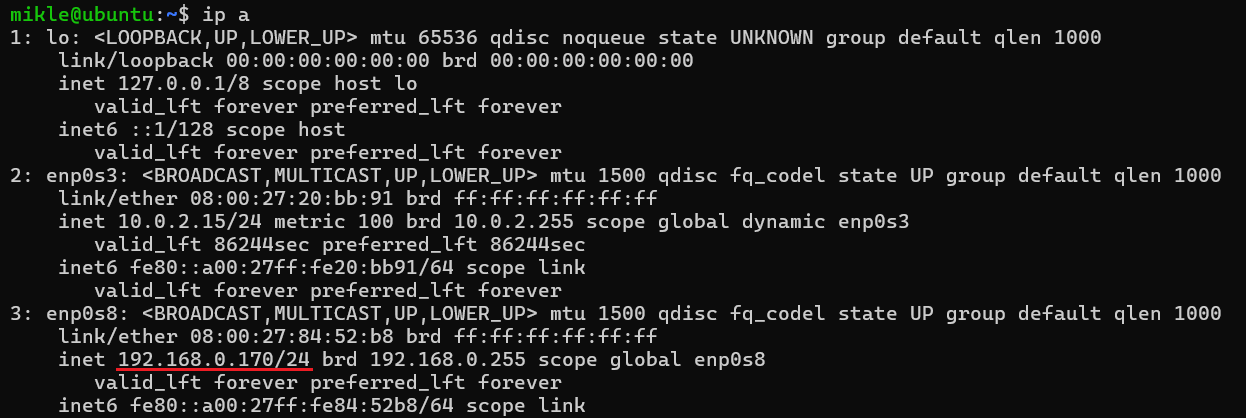 mikle@ubuntu:~$ ip a
1: lo: <LOOPBACK,UP,LOWER_UP> mtu 65536 qdisc noqueue state UNKNOWN group default qlen 1000
    link/loopback 00:00:00:00:00:00 brd 00:00:00:00:00:00
    inet 127.0.0.1/8 scope host lo
       valid_lft forever preferred_lft forever
    inet6 ::1/128 scope host
       valid_lft forever preferred_lft forever
2: enp0s3: <BROADCAST,MULTICAST,UP,LOWER_UP> mtu 1500 qdisc fq_codel state UP group default qlen 1000
    link/ether 08:00:27:20:bb:91 brd ff:ff:ff:ff:ff:ff
    inet 10.0.2.15/24 metric 100 brd 10.0.2.255 scope global dynamic enp0s3
       valid_lft 86244sec preferred_lft 86244sec
    inet6 fe80::a00:27ff:fe20:bb91/64 scope link
       valid_lft forever preferred_lft forever
3: enp0s8: <BROADCAST,MULTICAST,UP,LOWER_UP> mtu 1500 qdisc fq_codel state UP group default qlen 1000
    link/ether 08:00:27:84:52:b8 brd ff:ff:ff:ff:ff:ff
    inet 192.168.0.170/24 brd 192.168.0.255 scope global enp0s8
       valid_lft forever preferred_lft forever
    inet6 fe80::a00:27ff:fe84:52b8/64 scope link